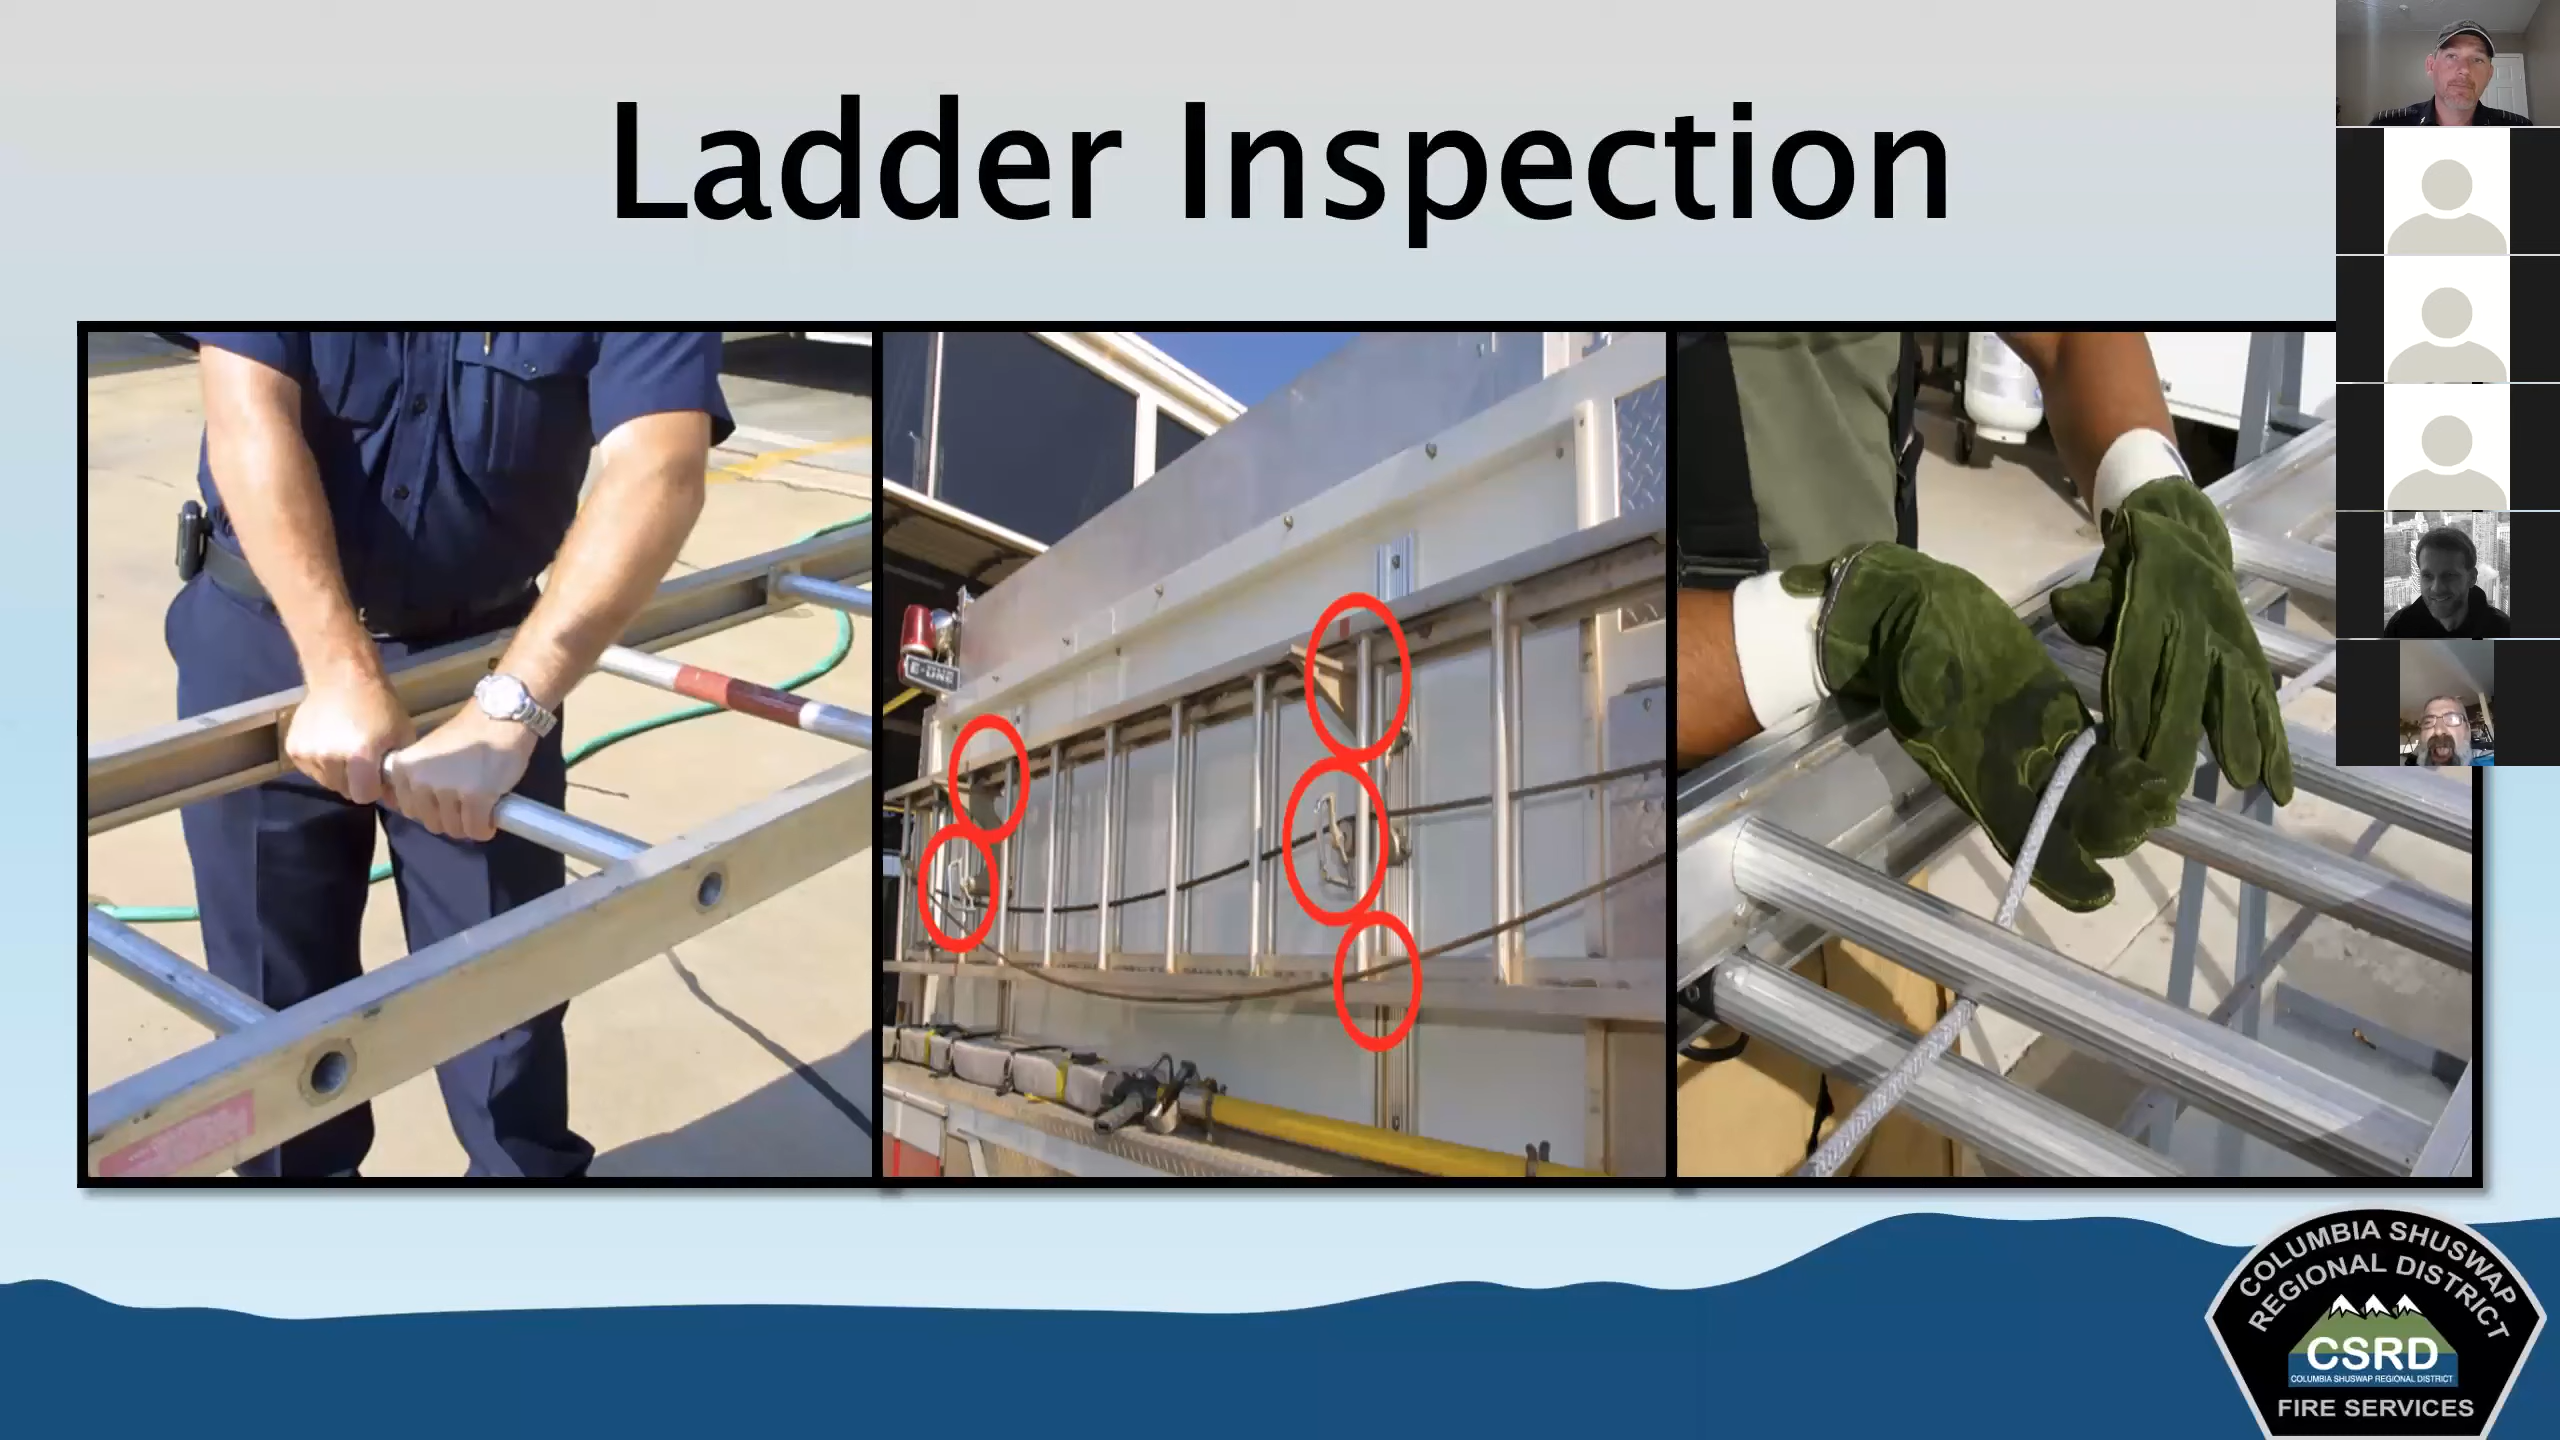 Ladder Inspection
E-ONE
COLUMBIA SHUSWAP
REGIONAL DISTRICT
CSRD
COLUMBIA SHUSWAP REGIONAL DISTRICT
FIRE SERVICES